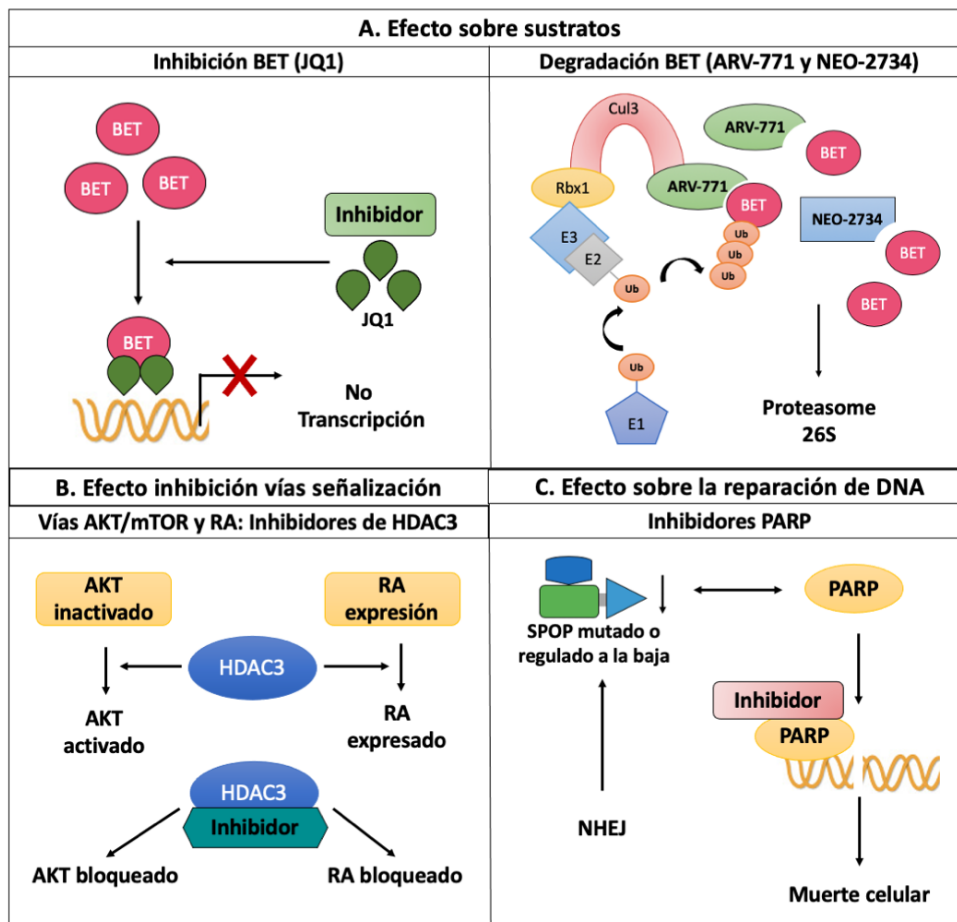 A. Efecto sobre sustratos
Inhibición BET (JQ1)
BET
BET
BET
Inhibidor
JQ1
BET
No
Transcripción
Degradación BET (ARV-771 y NEO-2734)
Cul3
Rbx1
ARV-771
ARV-771
BET
BET
E3
E2
Ub
Ub
Ub
Ub
NEO-2734
BET
BET
Ub
E1
Proteasome
26S
B. Efecto inhibición vías señalización
Vías AKT/mTOR y RA: Inhibidores de HDAC3
AKT
inactivado
RA
expresión
HDAC3
AKT
activado
RA
expresado
HDAC3
Inhibidor
AKT bloqueado
RA bloqueado
C. Efecto sobre la reparación de DNA
Inhibidores PARP
SPOP mutado o
regulado a la baja
PARP
Inhibidor
PARP
NHEJ
Muerte celular